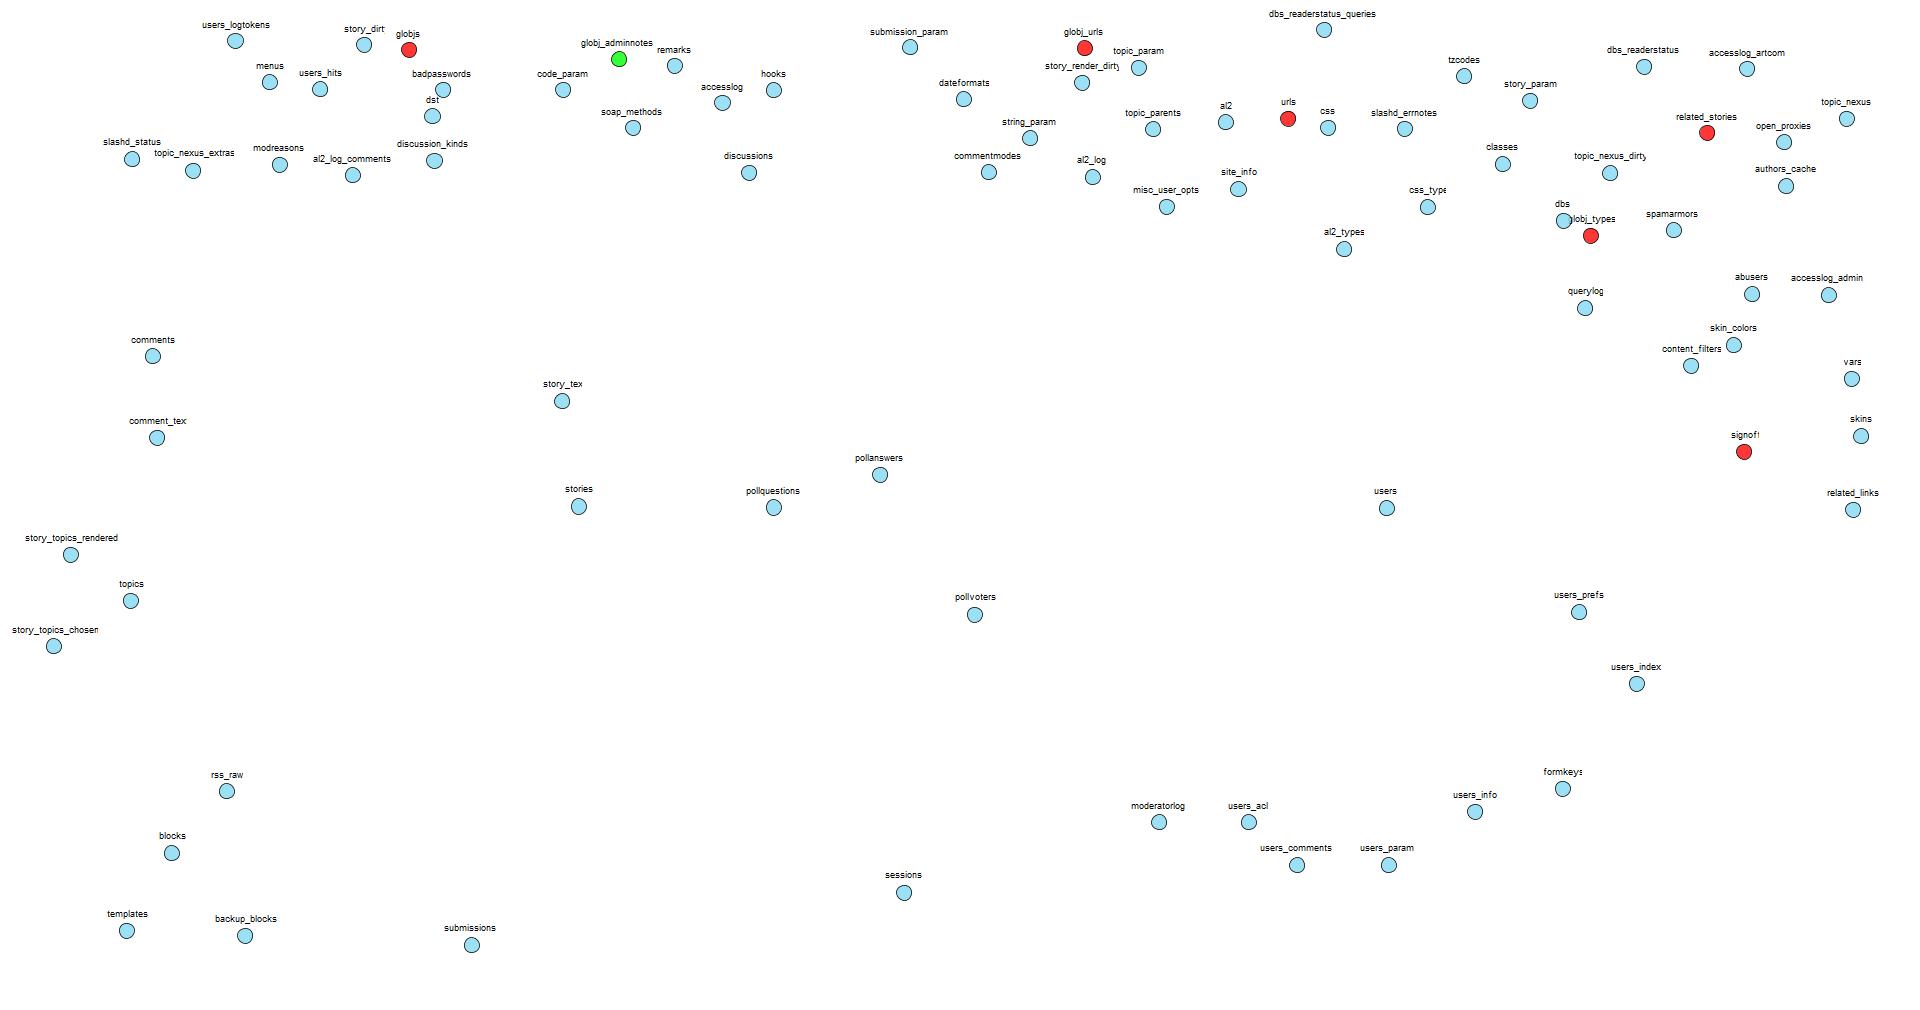 dbs_readerstatus_queries
users_logtokens
story_dirt
globjs
submission_param
globj_urls
globj_adminnotes
remarks
topic_param
dbs_readerstatus
accesslog_artcom
tzcodes
menus
users_hits
badpasswords
code_param
story_render_dirty
hooks
dateformats
story_param
accesslog
dst
topic_nexus
urls
al2
css
soap_methods
topic_parents
slashd_errnotes
related_stories
string_param
open_proxies
slashd_status
discussion_kinds
modreasons
classes
topic_nexus_extras
al2_log_comments
discussions
commentmodes
al2_log
topic_nexus_dirty
authors_cache
site_info
misc_user_opts
css_type
dbs
globj_types
spamarmors
al2_types
abusers
accesslog_admin
querylog
skin_colors
comments
content_filters
vars
story_tex
comment_tex
skins
signoff
pollanswers
stories
pollquestions
users
related_links
story_topics_rendered
topics
pollvoters
users_prefs
story_topics_chosen
users_index
rss_raw
formkeys
users_info
moderatorlog
users_acl
blocks
users_comments
users_param
sessions
templates
backup_blocks
submissions